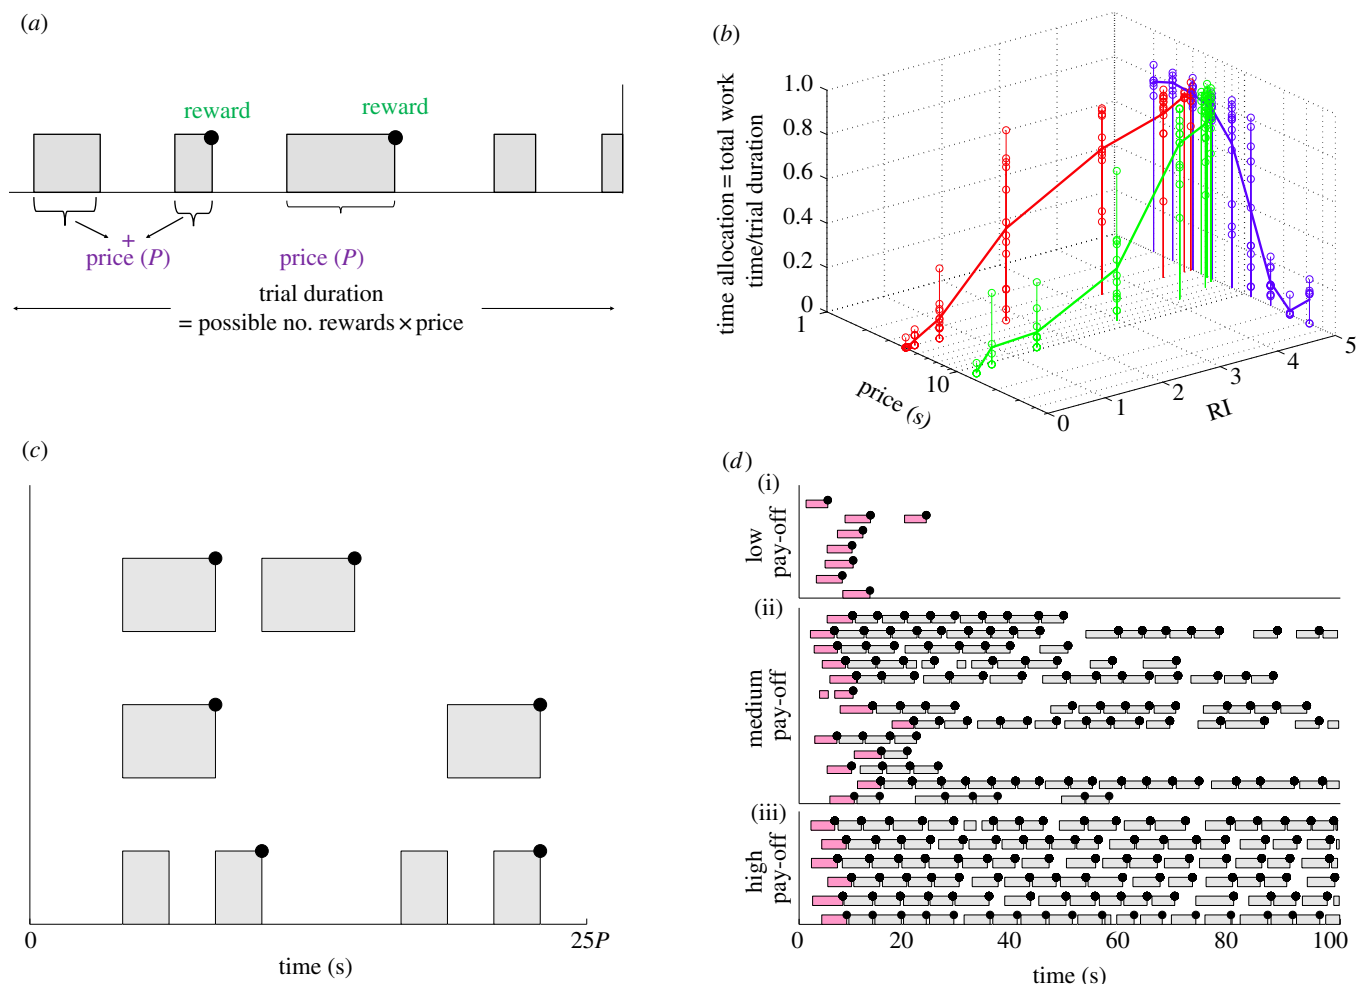 (a)
reward
reward
+
price (P)
price (P)
trial duration
= possible no. rewards × price
(b)
time allocation = total work
time/trial duration
1.0
0.8
0.6
0.4
0.2
0
1
10
price (s)
0
1
2
3
4
5
RI
(c)
0
25P
time (s)
(d)
(i)
low
pay-off
(ii)
medium
pay-off
(iii)
high
pay-off
0
20
40
60
80
100
time (s)